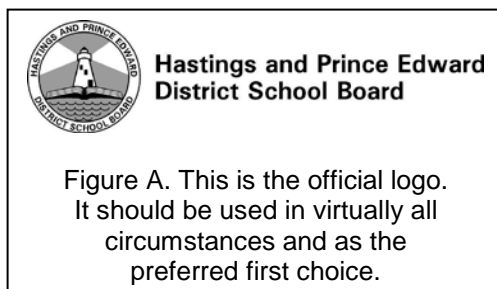 HASTINGS AND PRINCE EDWARD
DISTRICT SCHOOL BOARD
Hastings and Prince Edward
District School Board
Figure A. This is the official logo.
It should be used in virtually all
circumstances and as the
preferred first choice.